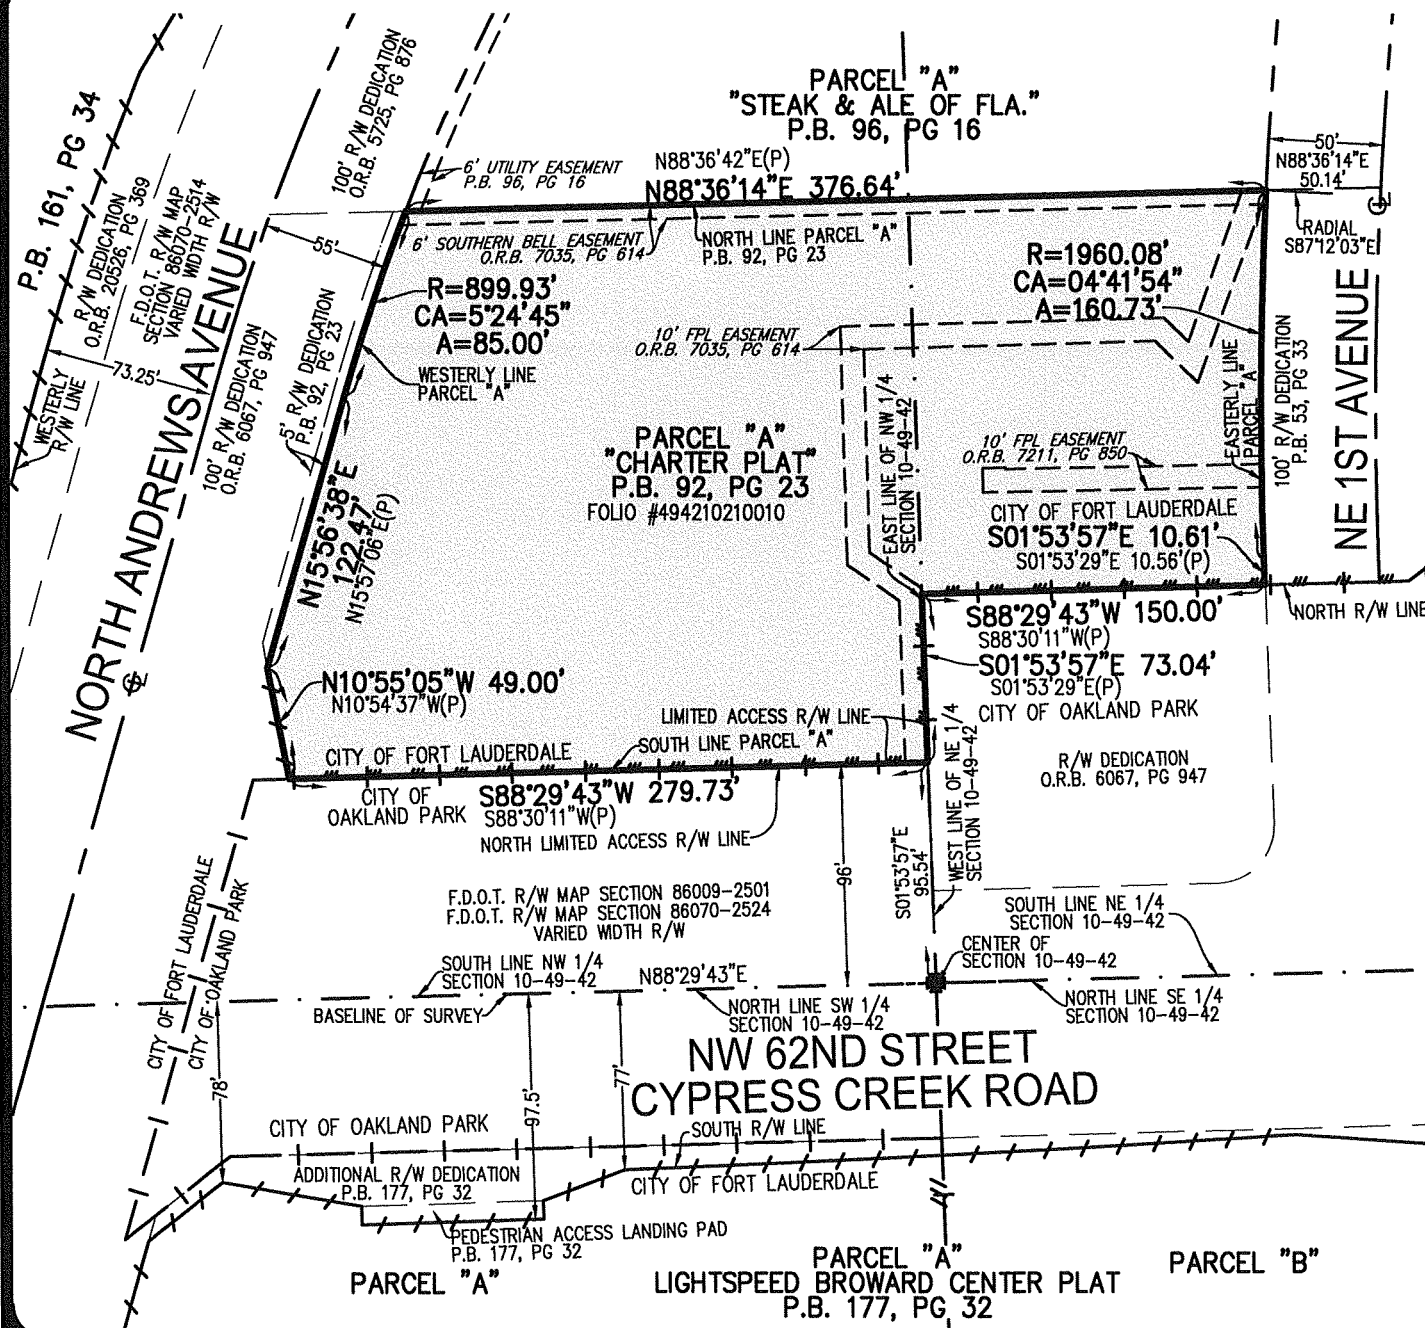 PARCEL "A"
"STEAK & ALE OF FLA."
P.B. 96, PG 16
P.B. 161, PG 34
R/W DEDICATION
O.R.B. 20526, PG 369
F.D.O.T. R/W MAP
SECTION 86070-2514
VARIED WIDTH R/W
100' R/W DEDICATION
O.R.B. 5725, PG 876
6' UTILITY EASEMENT
P.B. 96, PG 16
N88°36'42"E(P)
N88°36'14"E 376.64'
50'
N88°36'14"E
50.14'
RADIAL
S87°12'03"E
55'
6' SOUTHERN BELL EASEMENT
O.R.B. 7035, PG 614
NORTH LINE PARCEL "A"
P.B. 92, PG 23
R=899.93'
CA=5°24'45"
A=85.00'
R=1960.08'
CA=04°41'54"
A=160.73'
10' FPL EASEMENT
O.R.B. 7035, PG 614
WESTERLY LINE
PARCEL "A"
73.25'
WESTERLY
R/W LINE
NORTH ANDREWS AVENUE
100' R/W DEDICATION
O.R.B. 6067, PG 947
5' R/W DEDICATION
P.B. 92, PG 23
EAST LINE OF NW 1/4
SECTION 10-49-42
EASTERLY LINE
PARCEL "A"
100' R/W DEDICATION
P.B. 53, PG 33
NE 1ST AVENUE
PARCEL "A"
"CHARTER PLAT"
P.B. 92, PG 23
FOLIO #494210210010
10' FPL EASEMENT
O.R.B. 7211, PG 850
CITY OF FORT LAUDERDALE
S01°53'57"E 10.61'
S01°53'29"E 10.56'(P)
N15°56'38"E
122.47'
N15°57'06"E(P)
NORTH R/W LINE
S88°29'43"W 150.00'
S88°30'11"W(P)
S01°53'57"E 73.04'
S01°53'29"E(P)
CITY OF OAKLAND PARK
N10°55'05"W 49.00'
N10°54'37"W(P)
LIMITED ACCESS R/W LINE
SOUTH LINE PARCEL "A"
CITY OF FORT LAUDERDALE
CITY OF
OAKLAND PARK
S88°29'43"W 279.73'
S88°30'11"W(P)
NORTH LIMITED ACCESS R/W LINE
R/W DEDICATION
O.R.B. 6067, PG 947
WEST LINE OF NE 1/4
SECTION 10-49-42
S01°53'57"E
95.54'
96'
CITY OF FORT LAUDERDALE
CITY OF OAKLAND PARK
F.D.O.T. R/W MAP SECTION 86009-2501
F.D.O.T. R/W MAP SECTION 86070-2524
VARIED WIDTH R/W
SOUTH LINE NE 1/4
SECTION 10-49-42
CENTER OF
SECTION 10-49-42
SOUTH LINE NW 1/4
SECTION 10-49-42
N88°29'43"E
BASELINE OF SURVEY
NORTH LINE SW 1/4
SECTION 10-49-42
NORTH LINE SE 1/4
SECTION 10-49-42
NW 62ND STREET
CYPRESS CREEK ROAD
78'
97.5'
77'
CITY OF OAKLAND PARK
SOUTH R/W LINE
ADDITIONAL R/W DEDICATION
P.B. 177, PG 32
CITY OF FORT LAUDERDALE
PEDESTRIAN ACCESS LANDING PAD
P.B. 177, PG 32
PARCEL "A"
PARCEL "A"
LIGHTSPEED BROWARD CENTER PLAT
P.B. 177, PG 32
PARCEL "B"